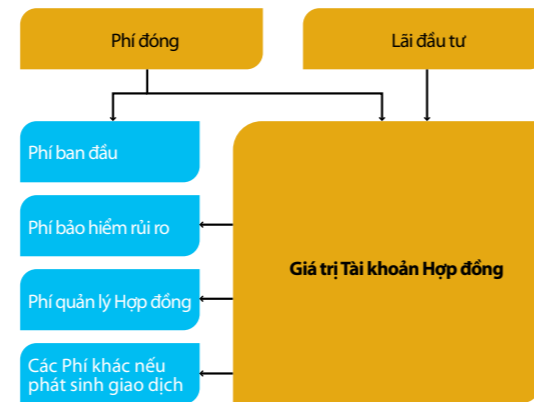 Phí đóng
Lãi đầu tư
Phí ban đầu
Phí bảo hiểm rủi ro
Giá trị Tài khoản Hợp đồng
Phí quản lý Hợp đồng
Các Phí khác nếu
phát sinh giao dịch